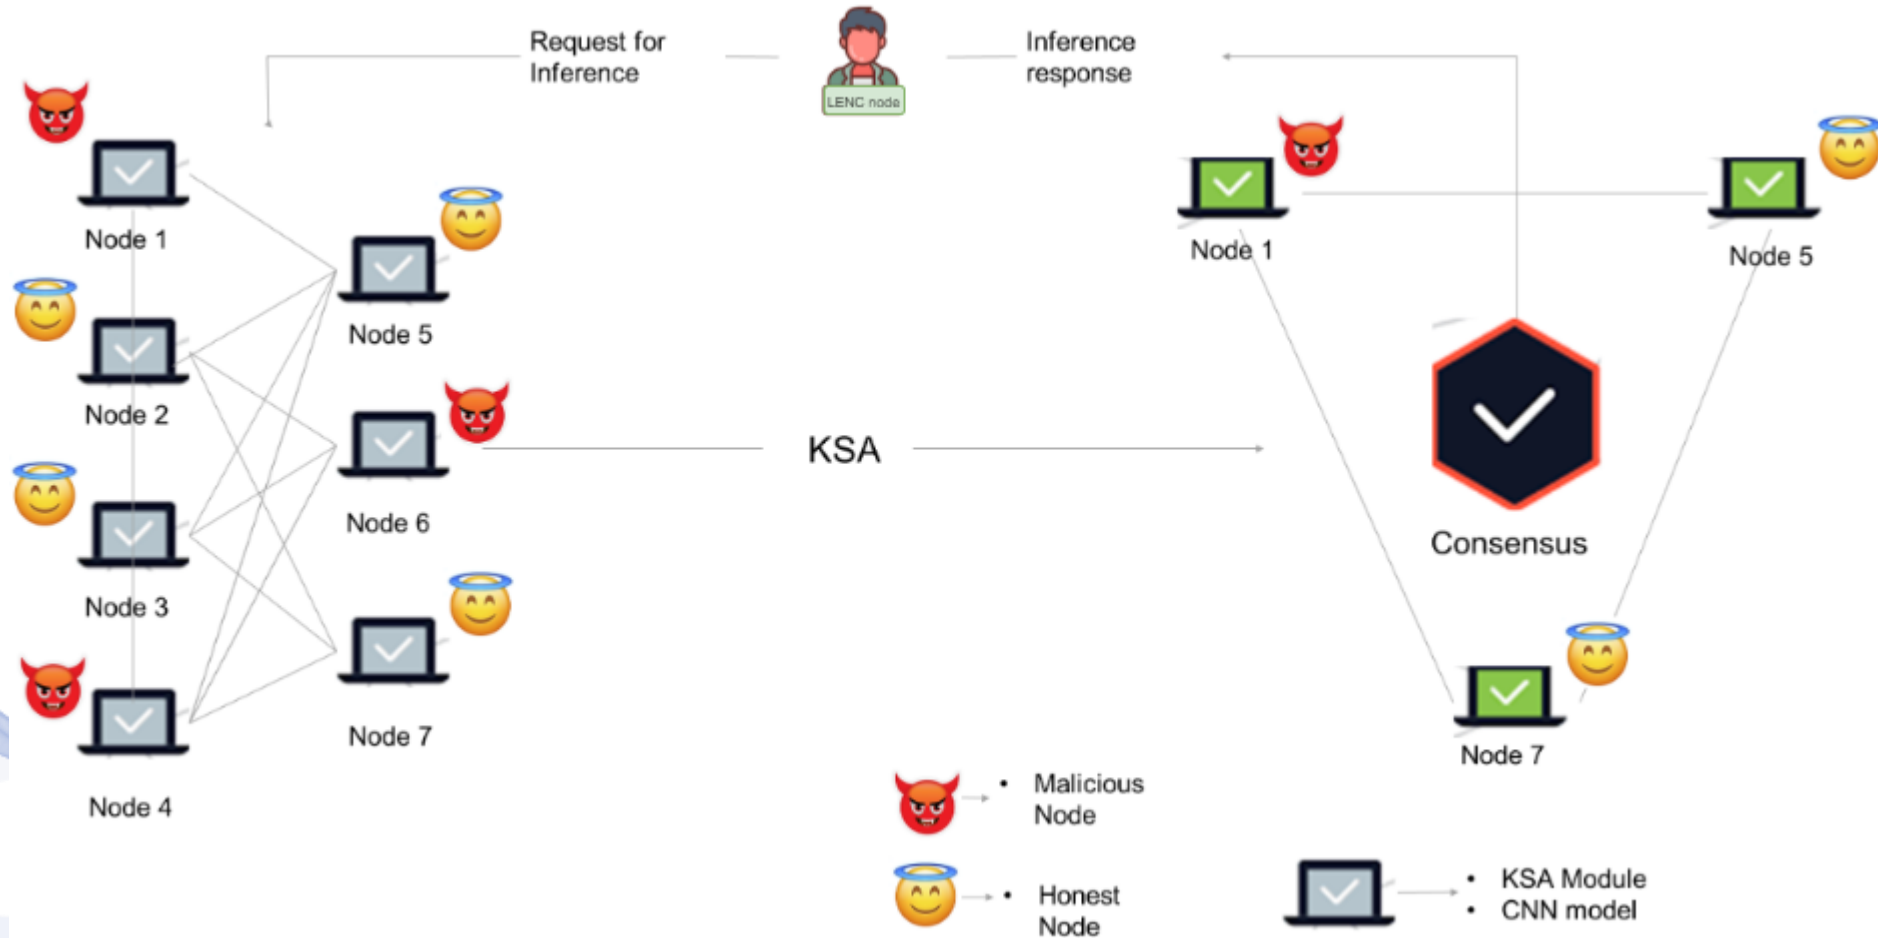 Request for
Inference
LENC node
Inference
response
Node 1
Node 5
Node 2
Node 6
Node 3
Node 7
Node 4
KSA
Node 1
Node 5
Consensus
Node 7
Malicious
Node
Honest
Node
• KSA Module
• CNN model